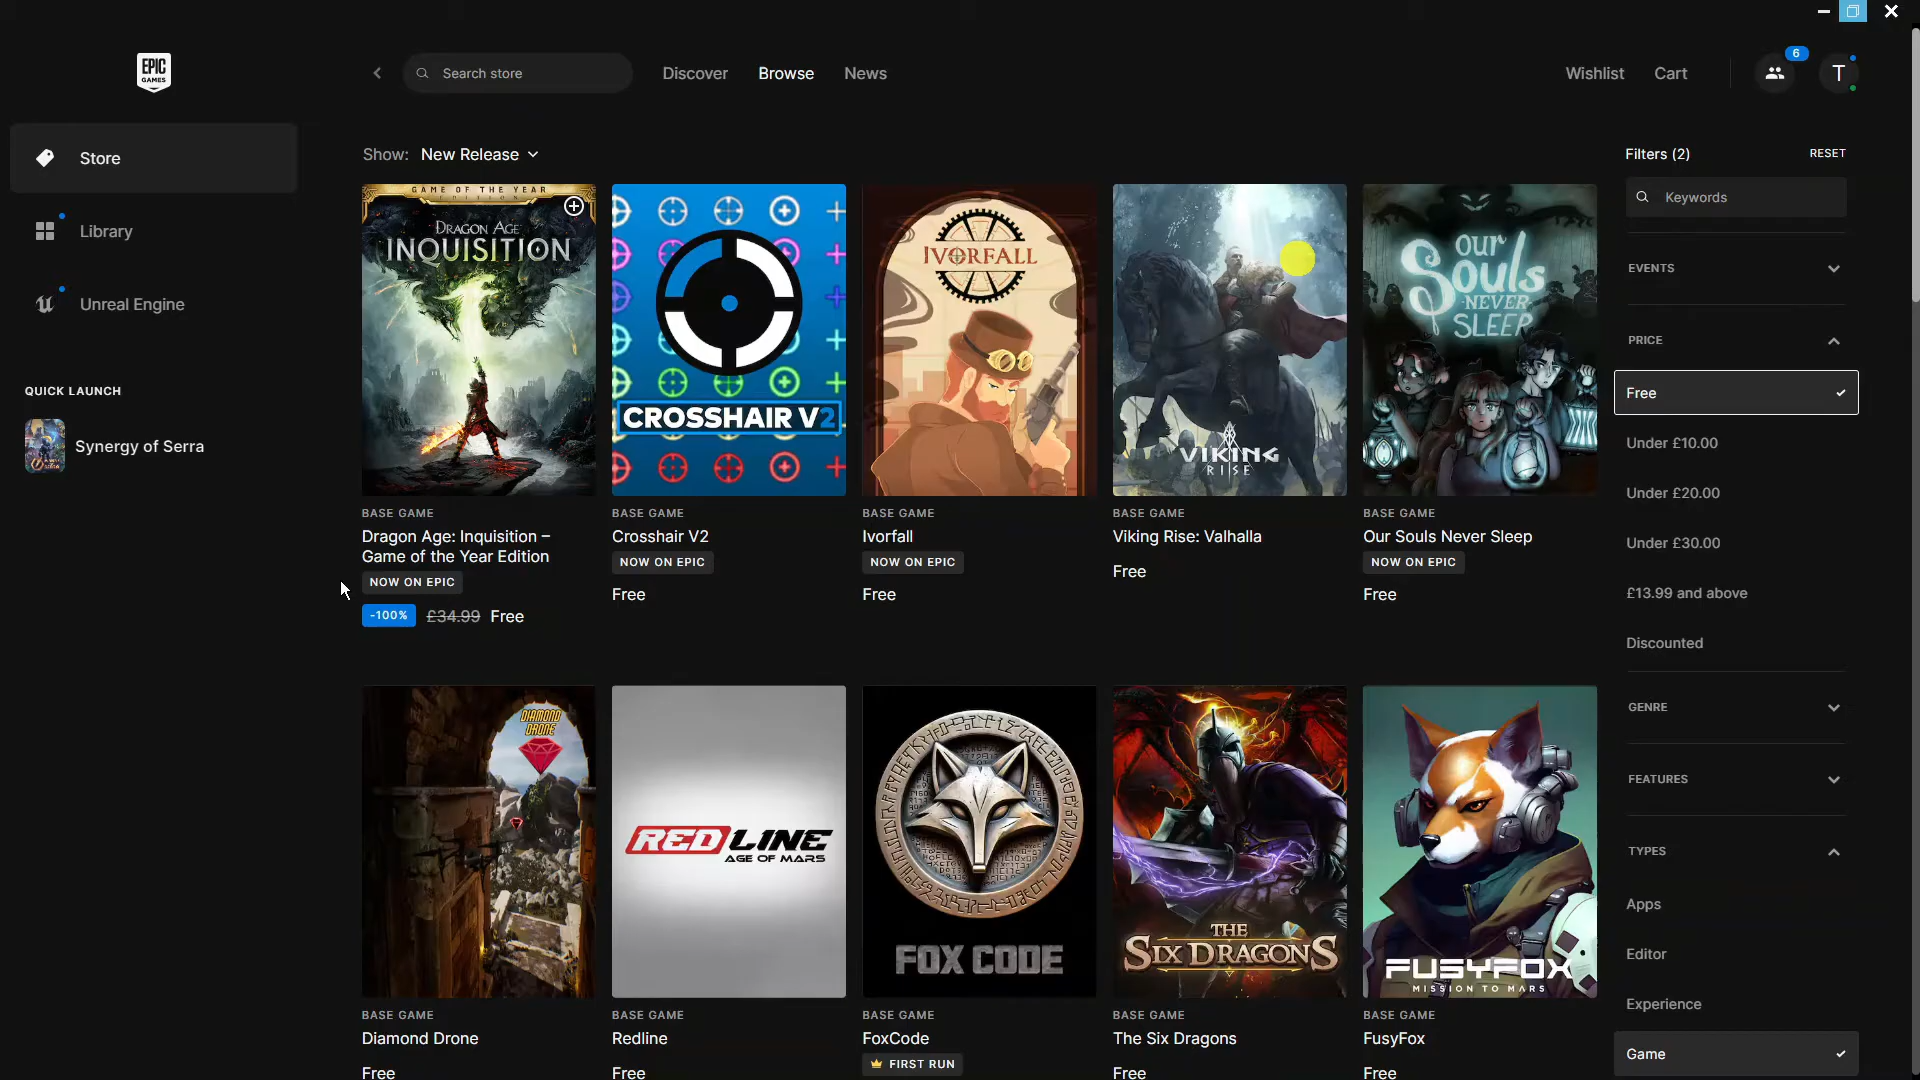 EPIC
GAMES
Search store
Discover
Browse
News
Wishlist
Cart
6
T
Store
Library
Unreal Engine
QUICK LAUNCH
Synergy of Serra
Show: New Release
GAME OF THE YEAR
EDITION
DRAGON AGE
INQUISITION
BASE GAME
Dragon Age: Inquisition –
Game of the Year Edition
NOW ON EPIC
-100% £34.99 Free
CROSSHAIR V2
BASE GAME
Crosshair V2
NOW ON EPIC
Free
IVORFALL
BASE GAME
Ivorfall
NOW ON EPIC
Free
VIKING
RISE
BASE GAME
Viking Rise: Valhalla
Free
OUR
Souls
NEVER
SLEEP
BASE GAME
Our Souls Never Sleep
NOW ON EPIC
Free
DIAMOND
DRONE
BASE GAME
Diamond Drone
Free
REDLINE
AGE OF MARS
BASE GAME
Redline
Free
FOX CODE
BASE GAME
FoxCode
FIRST RUN
THE
SIX DRAGONS
BASE GAME
The Six Dragons
Free
FUSYFOX
MISSION TO MARS
BASE GAME
FusyFox
Free
Filters (2)
RESET
Keywords
EVENTS
PRICE
Free
Under £10.00
Under £20.00
Under £30.00
£13.99 and above
Discounted
GENRE
FEATURES
TYPES
Apps
Editor
Experience
Game